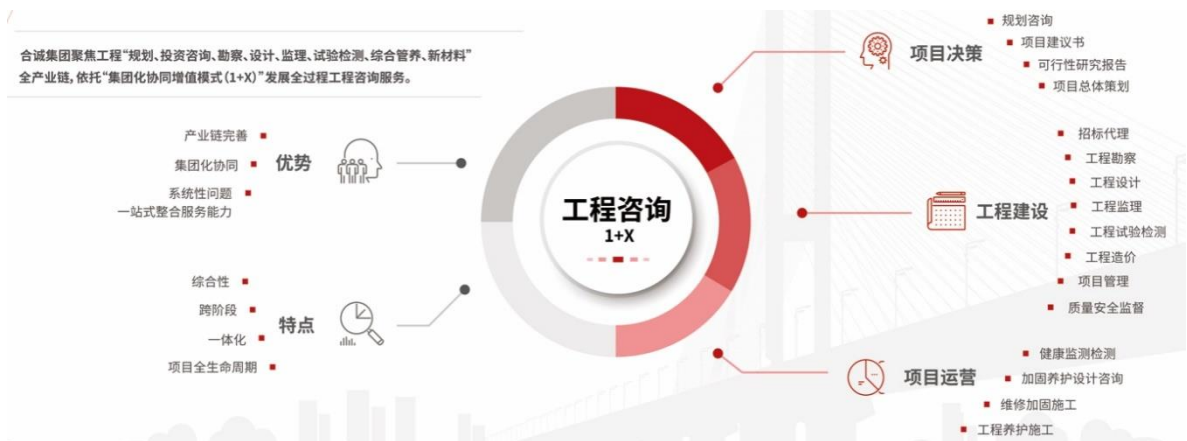 合诚集团聚焦工程“规划、投资咨询、勘察、设计、监理、试验检测、综合管养、新材料”
全产业链,依托“集团化协同增值模式(1+X)”发展全过程工程咨询服务。
优势
产业链完善
集团化协同
系统性问题
一站式整合服务能力
特点
综合性
跨阶段
一体化
项目全生命周期
工程咨询
1+X
项目决策
规划咨询
项目建议书
可行性研究报告
项目总体策划
工程建设
招标代理
工程勘察
工程设计
工程监理
工程试验检测
工程造价
项目管理
质量安全监督
项目运营
健康监测检测
加固养护设计咨询
维修加固施工
工程养护施工